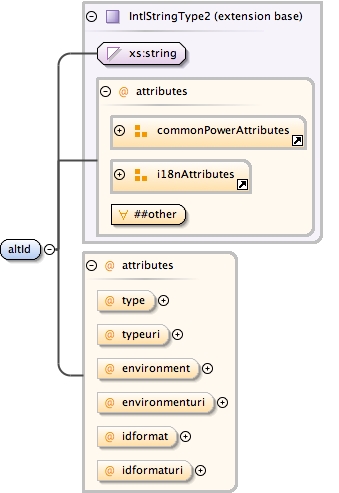 IntlStringType2 (extension base)
xs:string
@ attributes
commonPowerAttributes
i18nAttributes
∀ ##other
altId
@ attributes
@ type
@ typeuri
@ environment
@ environmenturi
@ idformat
@ idformaturi